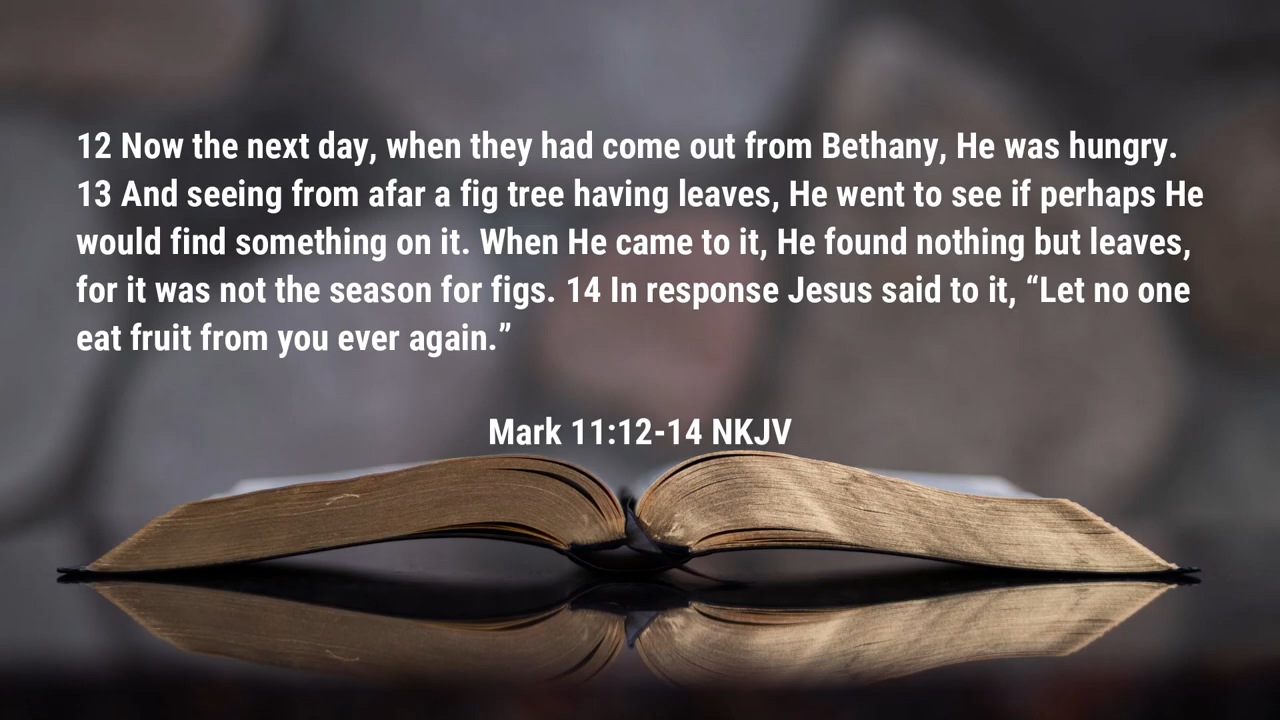 12 Now the next day, when they had come out from Bethany, He was hungry.
13 And seeing from afar a fig tree having leaves, He went to see if perhaps He
would find something on it. When He came to it, He found nothing but leaves,
for it was not the season for figs. 14 In response Jesus said to it, “Let no one
eat fruit from you ever again.”
Mark 11:12-14 NKJV